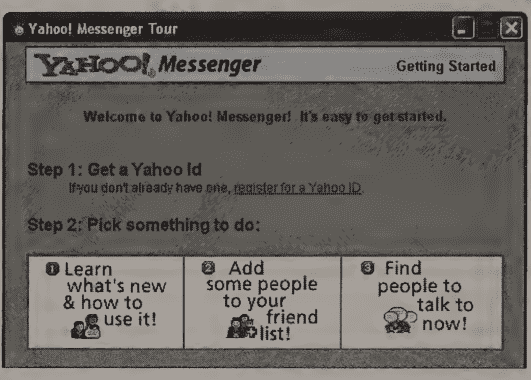 Yahoo! Messenger Tour
YAHOO! Messenger
Getting Started
Welcome to Yahoo! Messenger! It's easy to get started.
Step 1: Get a Yahoo Id
If you don't already have one, register for a Yahoo ID.
Step 2: Pick something to do:
1 Learn
what's new
& how to
use it!
2 Add
some people
to your
friend
list!
3 Find
people to
talk to
now!